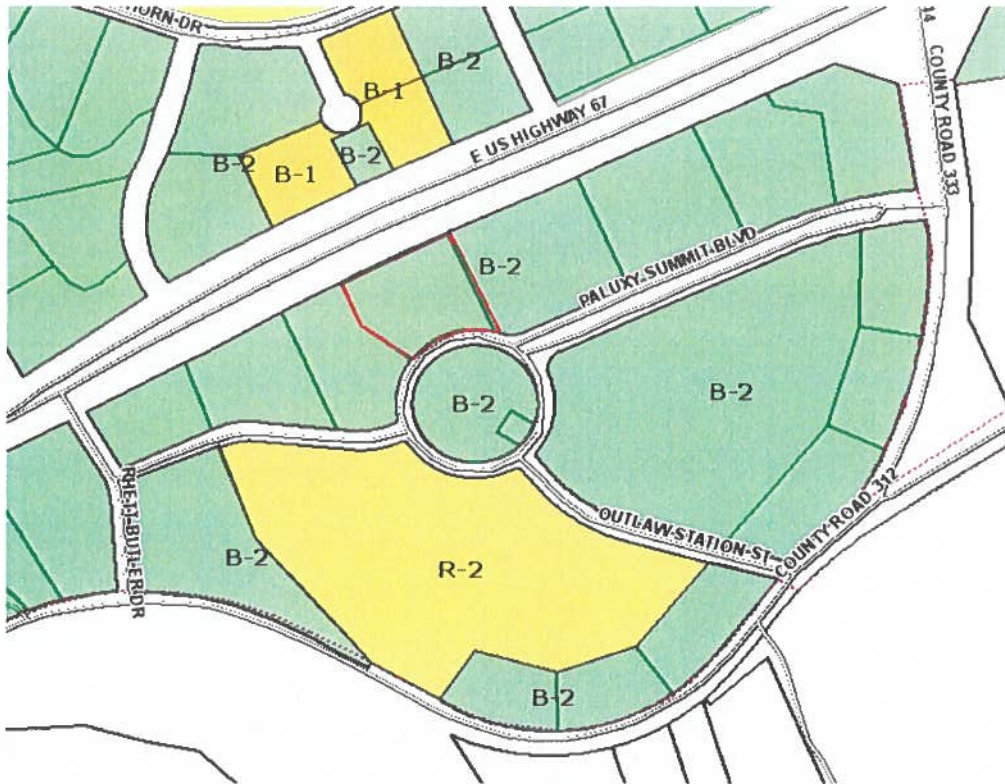 HORN-DR
14
B-2
B-1
COUNTY ROAD 333
E US HIGHWAY 67
B-2
B-2
B-1
B-2
PALUXY-SUMMIT-BLVD
B-2
B-2
RHETT-BUTLER-DR
OUTLAW-STATION-ST
COUNTY ROAD 312
B-2
R-2
B-2